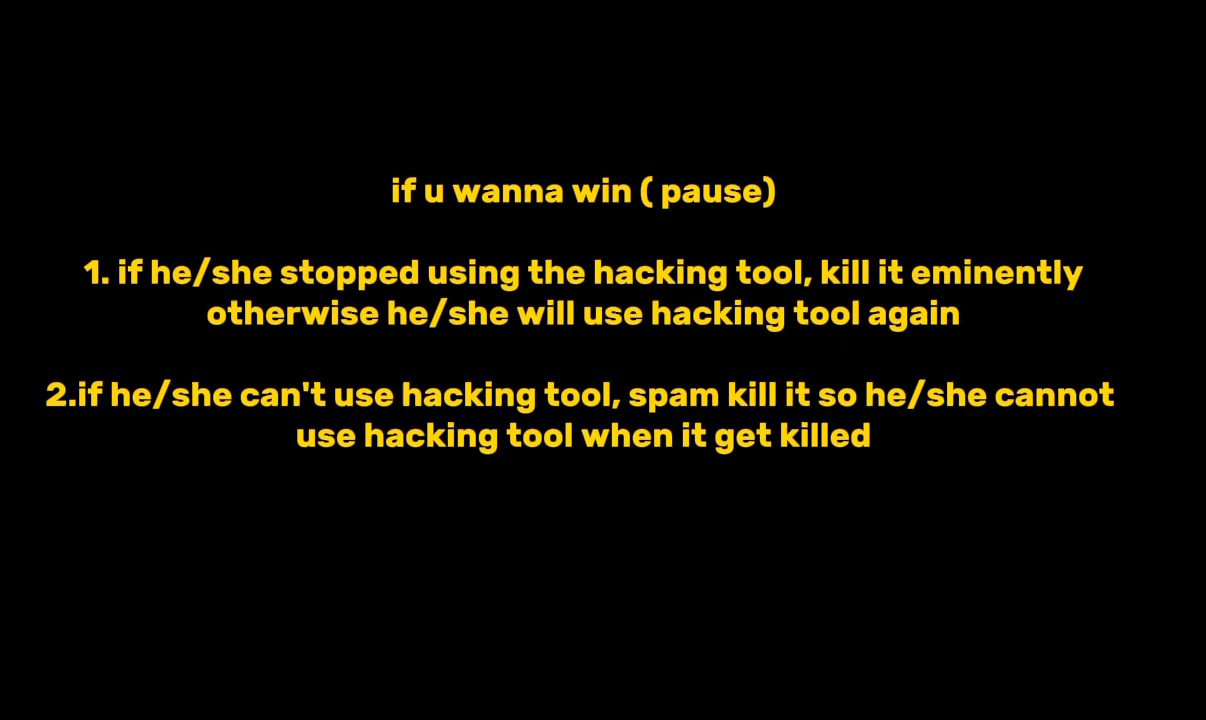 if u wanna win ( pause)
1. if he/she stopped using the hacking tool, kill it eminently
otherwise he/she will use hacking tool again
2.if he/she can't use hacking tool, spam kill it so he/she cannot
use hacking tool when it get killed